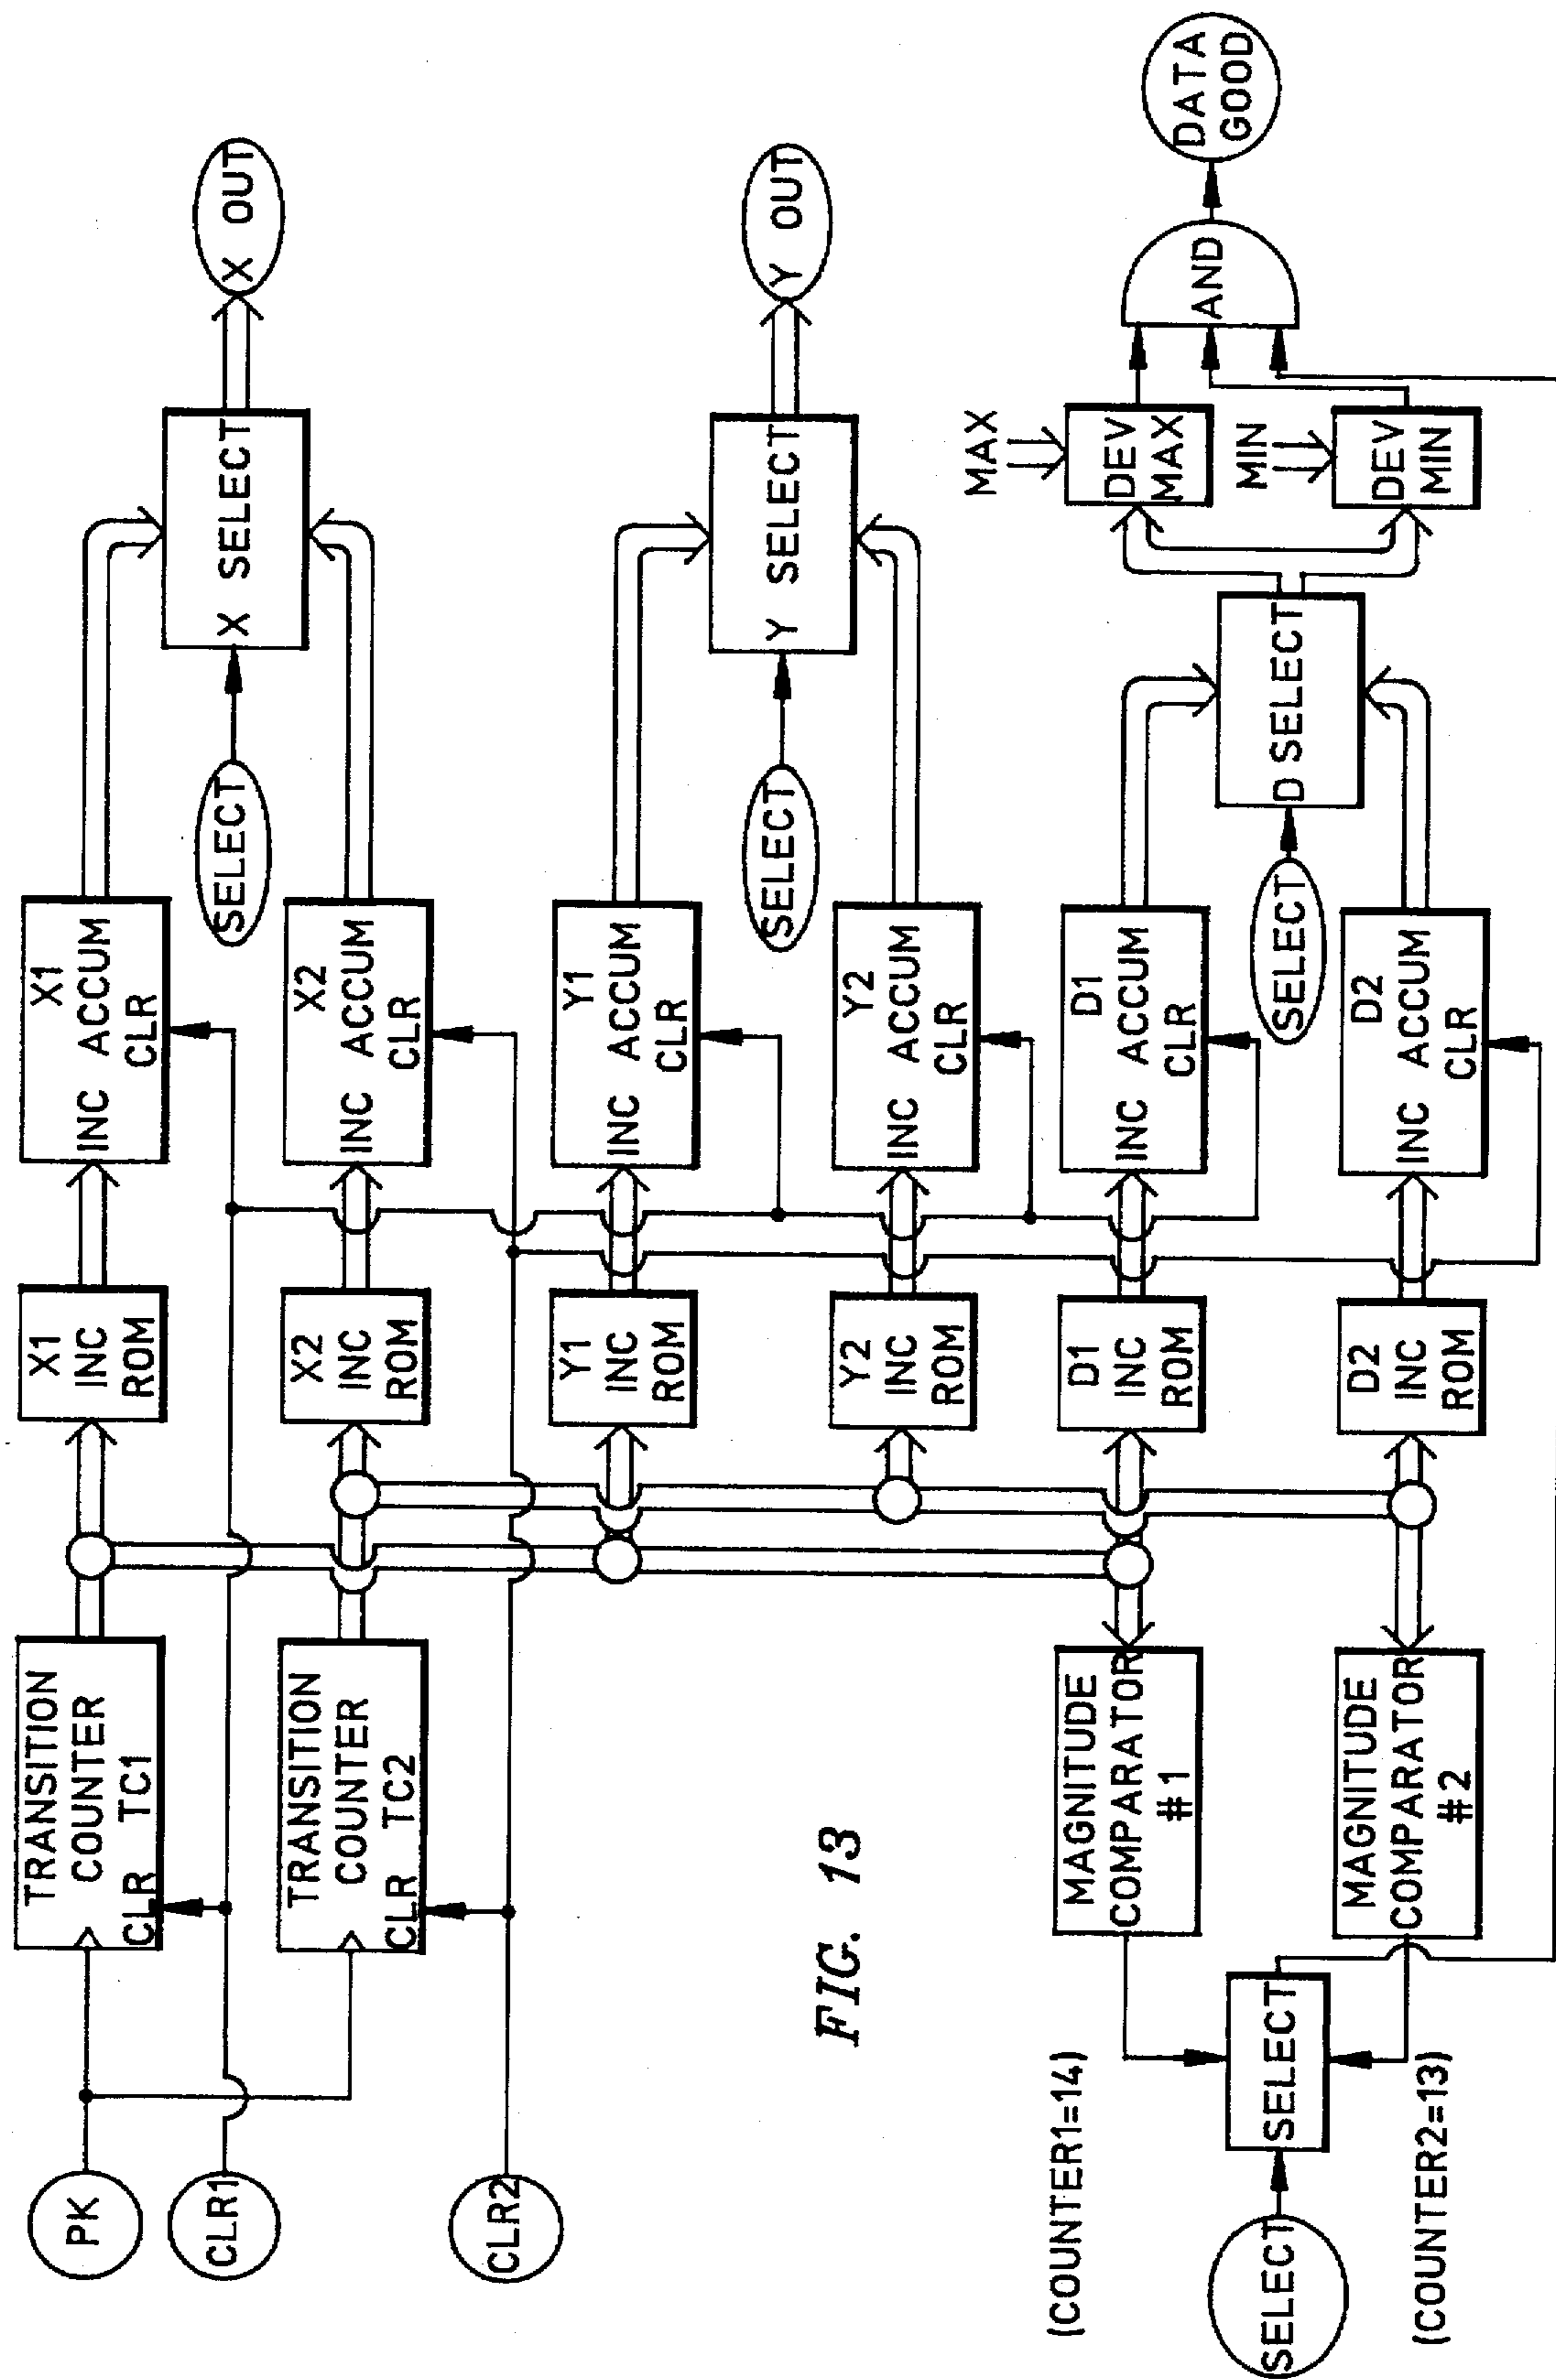 PK
CLR1
CLR2
TRANSITION
COUNTER
TC1
CLR
TRANSITION
COUNTER
TC2
CLR
X1
INC
ROM
X2
INC
ROM
Y1
INC
ROM
Y2
INC
ROM
D1
INC
ROM
D2
INC
ROM
X1
INC ACCUM
CLR
X2
INC ACCUM
CLR
Y1
INC ACCUM
CLR
Y2
INC ACCUM
CLR
D1
INC ACCUM
CLR
D2
INC ACCUM
CLR
SELECT
X SELECT
X OUT
SELECT
Y SELECT
Y OUT
SELECT
D SELECT
MAX
DEV
MAX
MIN
DEV
MIN
AND
DATA
GOOD
FIG. 13
MAGNITUDE
COMPARATOR
#1
MAGNITUDE
COMPARATOR
#2
(COUNTER1=14)
SELECT
SELECT
(COUNTER2=13)